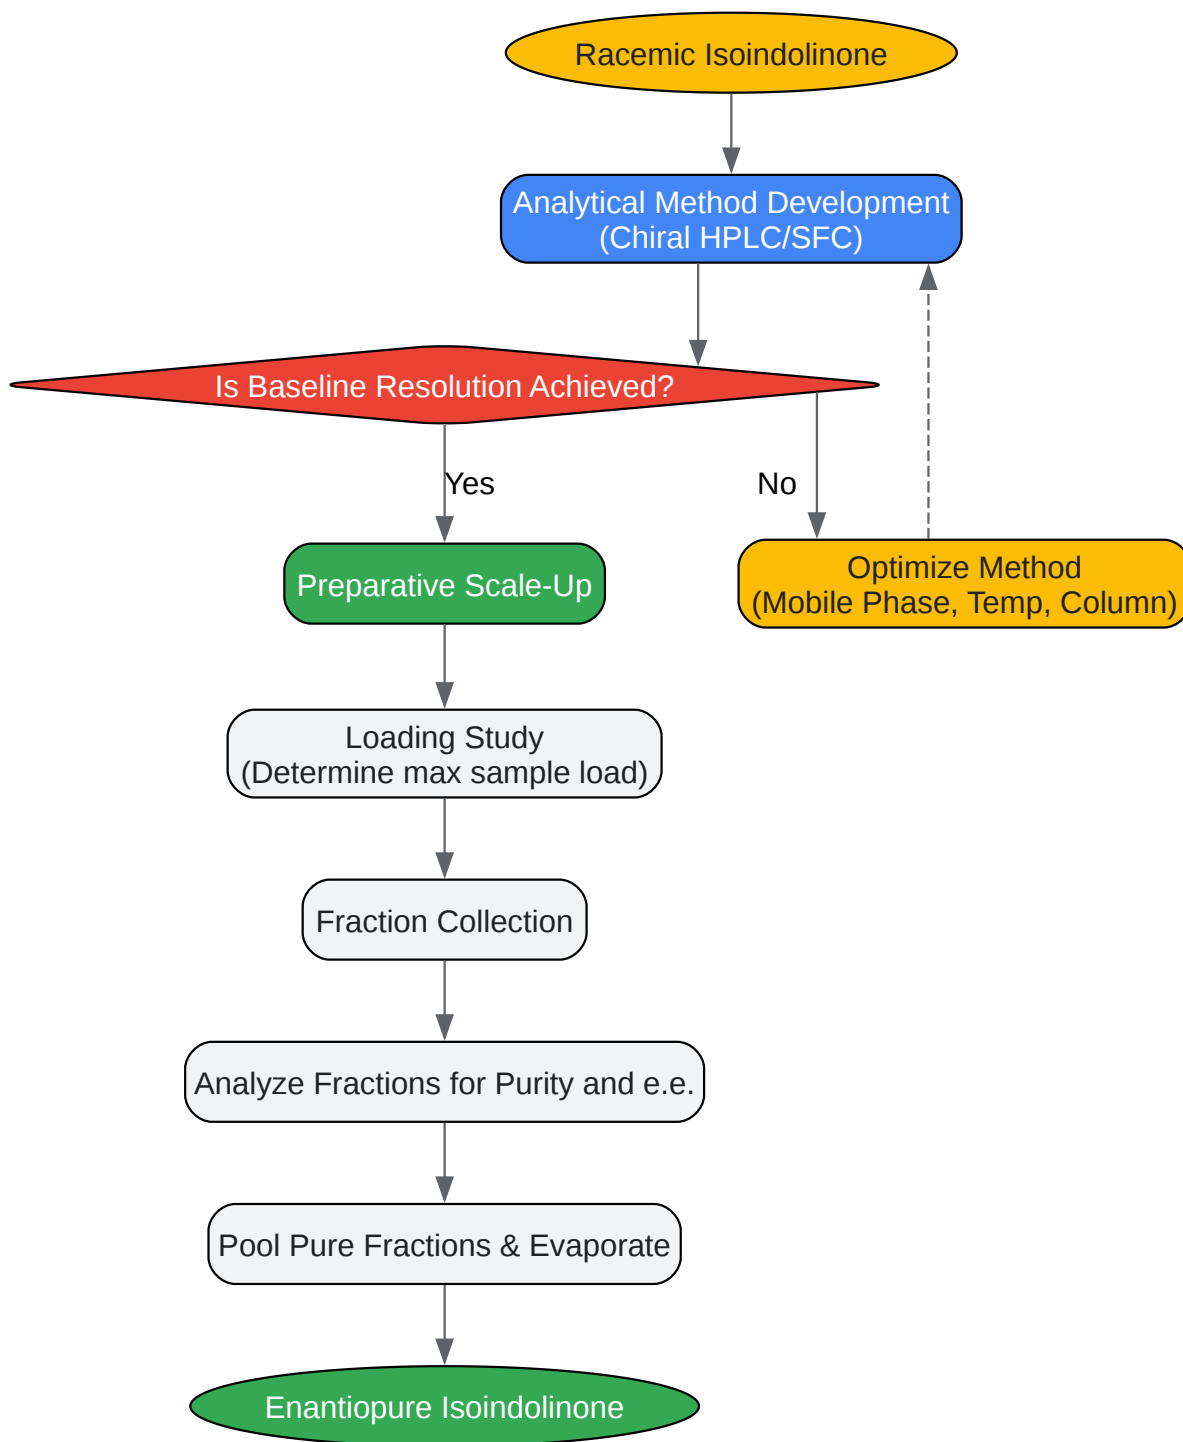 Racemic Isoindolinone
Analytical Method Development
(Chiral HPLC/SFC)
Is Baseline Resolution Achieved?
Yes
No
Preparative Scale-Up
Optimize Method
(Mobile Phase, Temp, Column)
Loading Study
(Determine max sample load)
Fraction Collection
Analyze Fractions for Purity and e.e.
Pool Pure Fractions & Evaporate
Enantiopure Isoindolinone